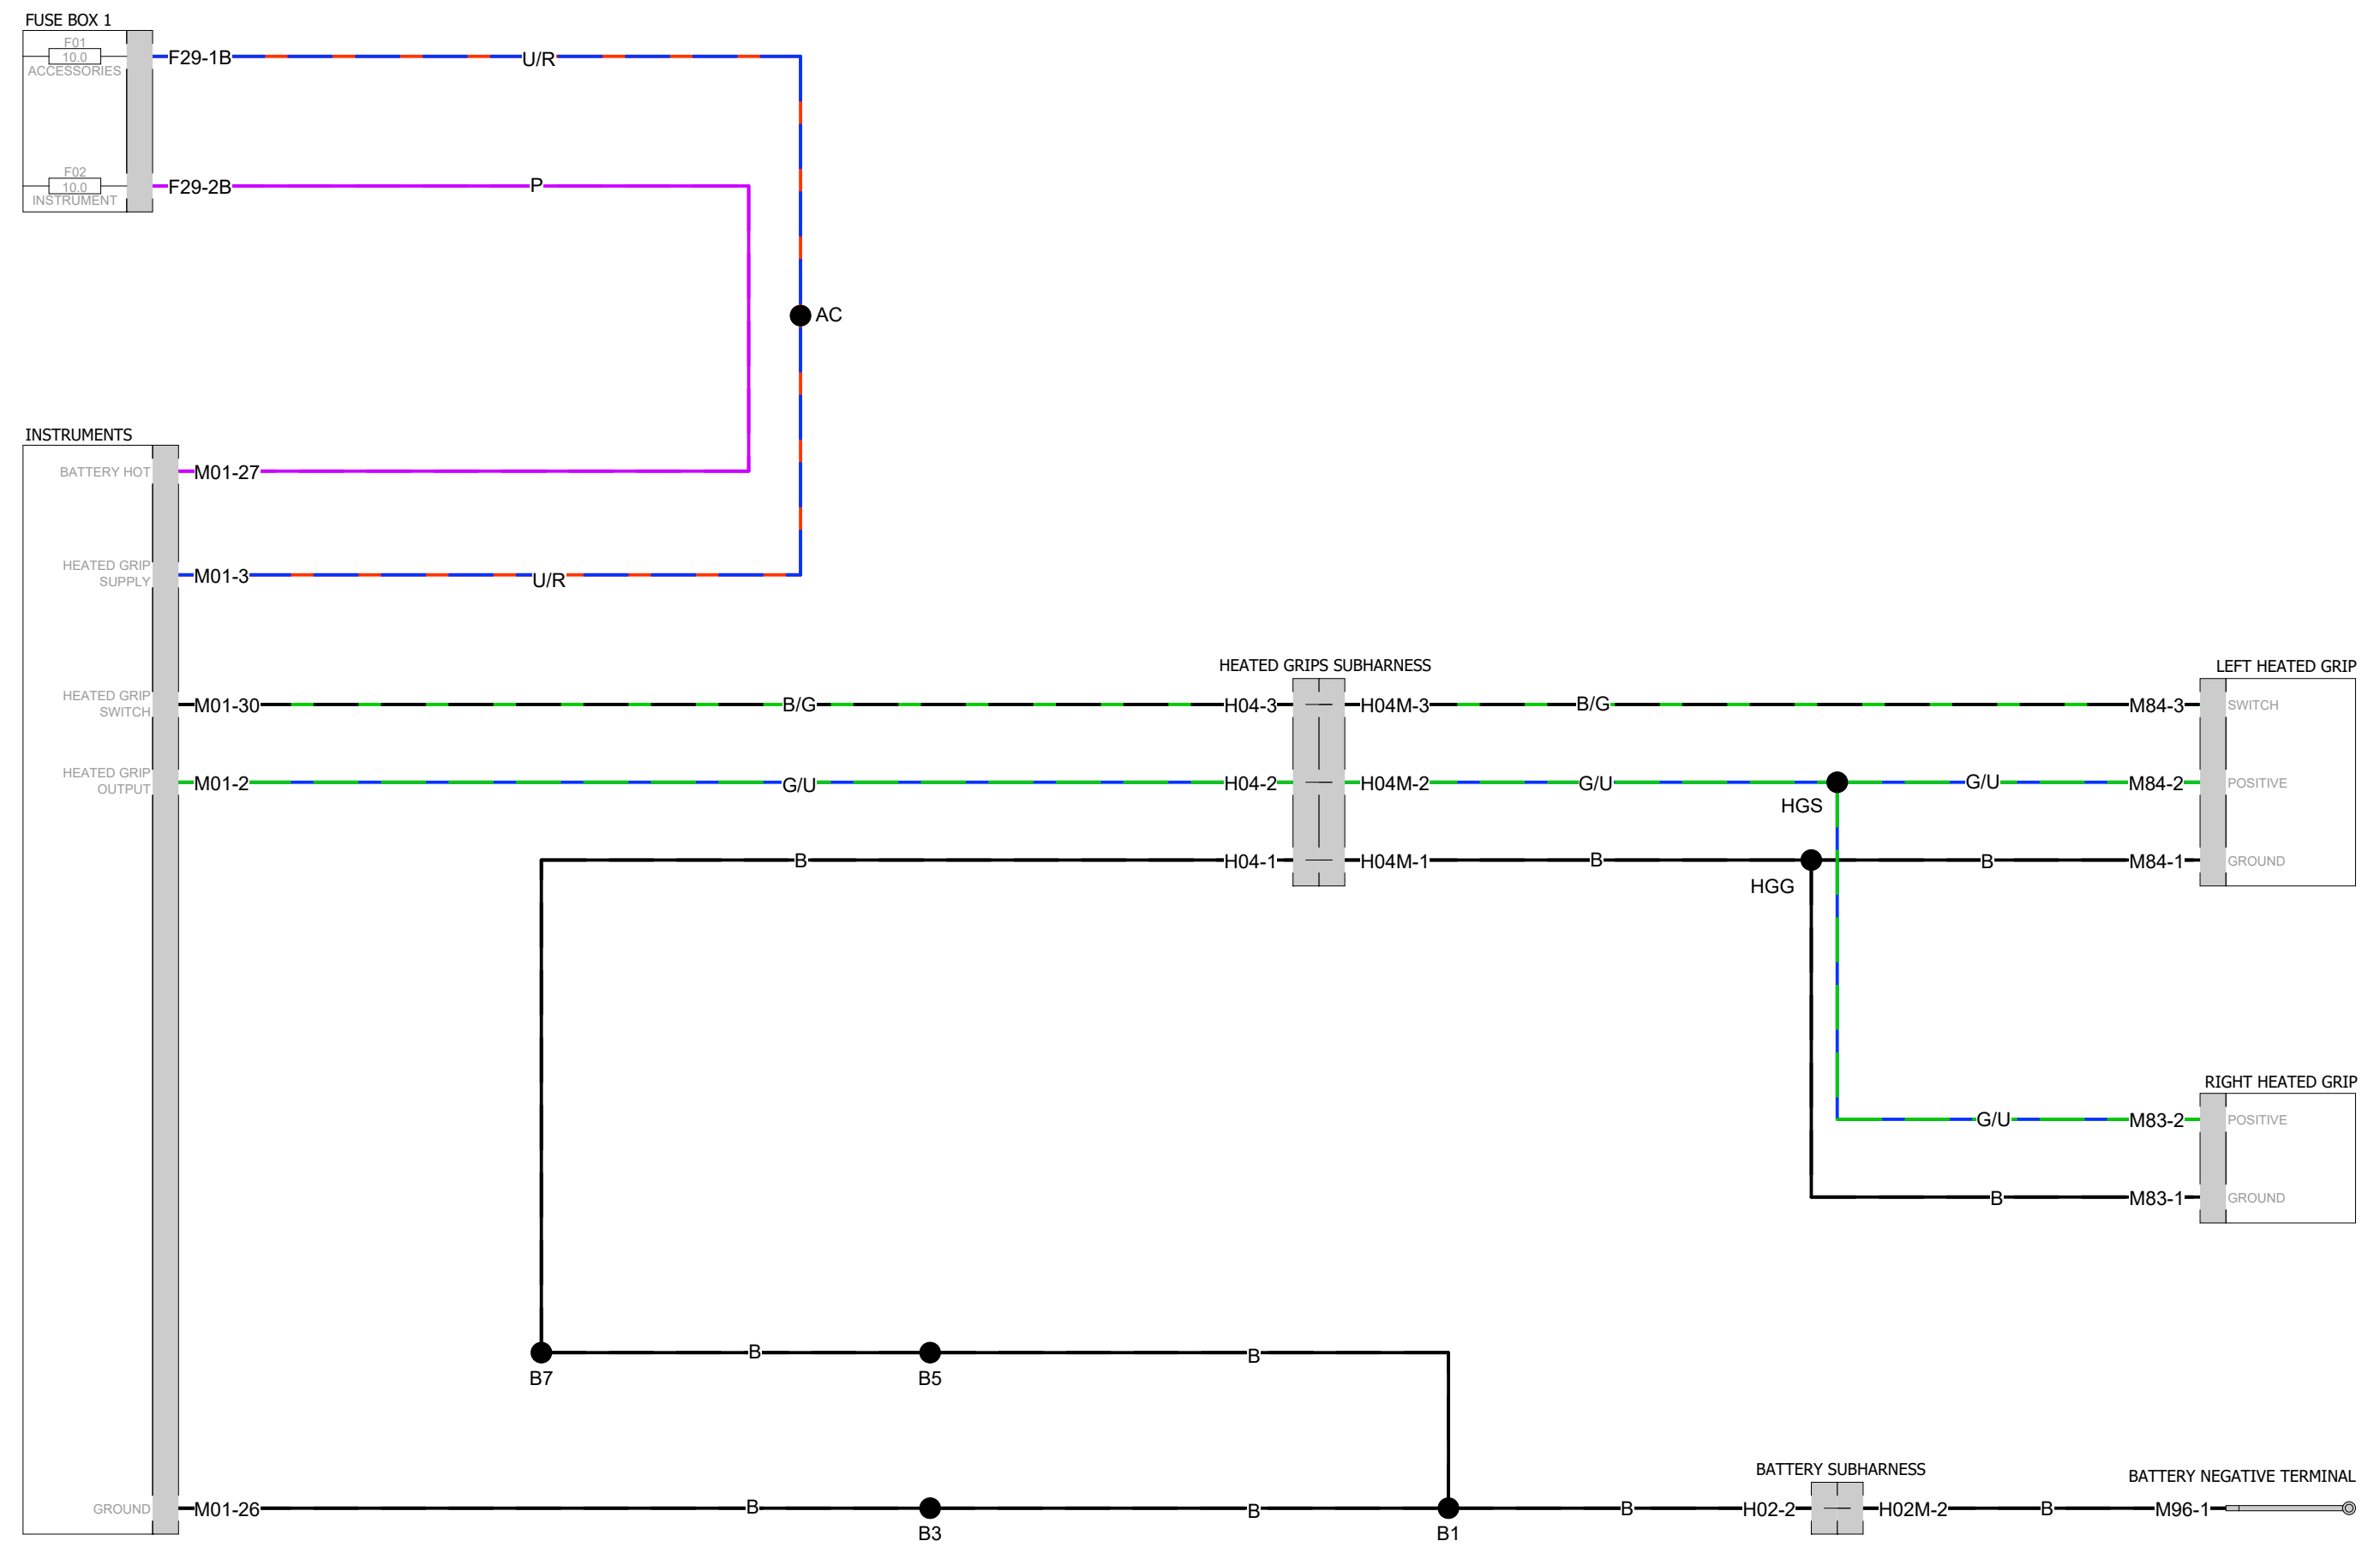 FUSE BOX 1
F01
10.0
ACCESSORIES
F29-1B
U/R
F02
10.0
INSTRUMENT
F29-2B
P
AC
INSTRUMENTS
BATTERY HOT
M01-27
HEATED GRIP
SUPPLY
M01-3
U/R
HEATED GRIPS SUBHARNESS
LEFT HEATED GRIP
HEATED GRIP
SWITCH
M01-30
B/G
H04-3
H04M-3
B/G
M84-3
SWITCH
HEATED GRIP
OUTPUT
M01-2
G/U
H04-2
H04M-2
G/U
HGS
G/U
M84-2
POSITIVE
B
H04-1
H04M-1
B
HGG
B
M84-1
GROUND
RIGHT HEATED GRIP
G/U
M83-2
POSITIVE
B
M83-1
GROUND
B7
B
B5
B
BATTERY SUBHARNESS
BATTERY NEGATIVE TERMINAL
GROUND
M01-26
B
B3
B
B1
B
H02-2
H02M-2
B
M96-1